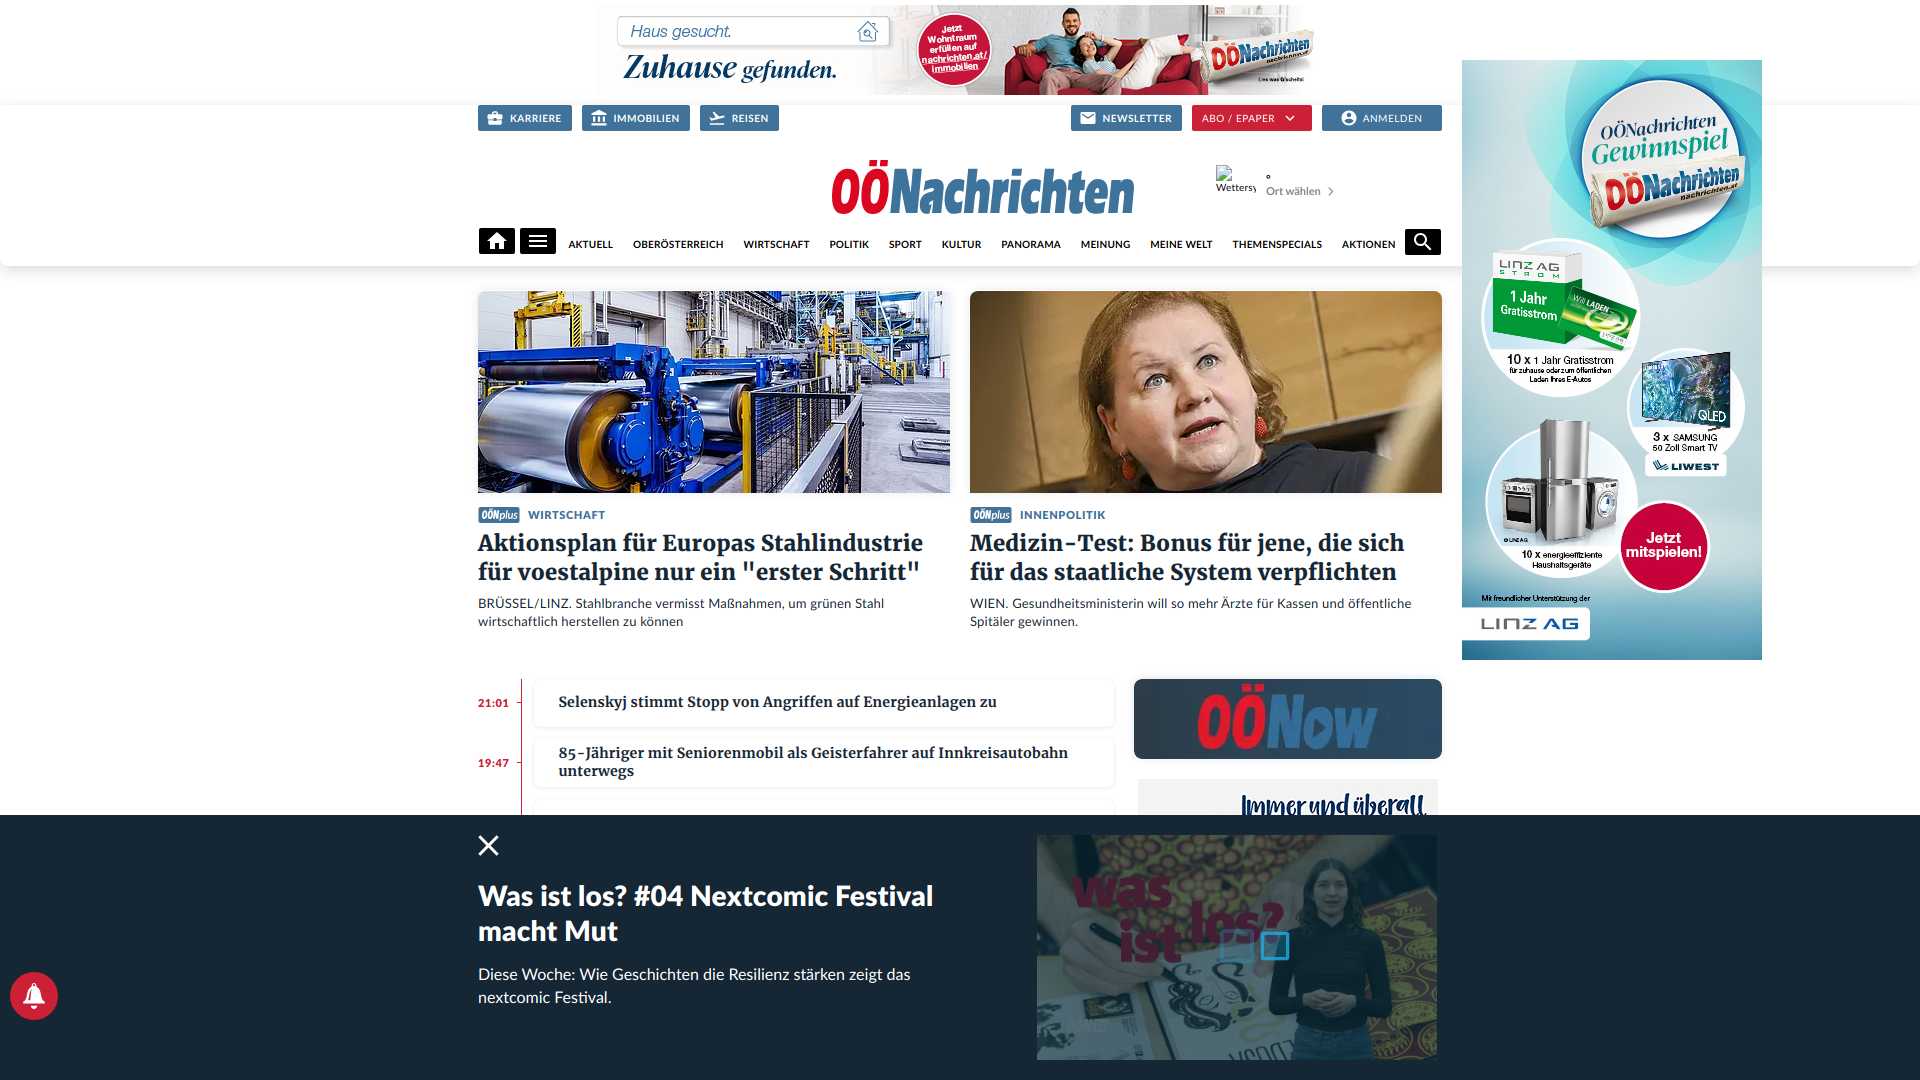 Haus gesucht.
Zuhause gefunden.
Jetzt
Wohntraum
erfüllen auf
nachrichten.at/
immobilien
OÖNachrichten
Lies was G'scheits!
KARRIERE
IMMOBILIEN
REISEN
NEWSLETTER
ABO / EPAPER
ANMELDEN
OÖNachrichten
Wettersy
°
Ort wählen
AKTUELL
OBERÖSTERREICH
WIRTSCHAFT
POLITIK
SPORT
KULTUR
PANORAMA
MEINUNG
MEINE WELT
THEMENSPECIALS
AKTIONEN
OÖNplus WIRTSCHAFT
Aktionsplan für Europas Stahlindustrie
für voestalpine nur ein "erster Schritt"
BRÜSSEL/LINZ. Stahlbranche vermisst Maßnahmen, um grünen Stahl
wirtschaftlich herstellen zu können
OÖNplus INNENPOLITIK
Medizin-Test: Bonus für jene, die sich
für das staatliche System verpflichten
WIEN. Gesundheitsministerin will so mehr Ärzte für Kassen und öffentliche
Spitäler gewinnen.
OÖNachrichten
Gewinnspiel
OÖNachrichten
nachrichten.at
LINZ AG
STROM
1 Jahr
Gratisstrom
Will LADEN
10 x 1 Jahr Gratisstrom
für zuhause oder zum öffentlichen
Laden Ihres E-Autos
QLED
3 x SAMSUNG
50 Zoll Smart TV
LIWEST
© LINZ AG
10 x energieeffiziente
Haushaltsgeräte
Jetzt
mitspielen!
Mit freundlicher Unterstützung der
LINZ AG
21:01
Selenskyj stimmt Stopp von Angriffen auf Energieanlagen zu
19:47
85-Jähriger mit Seniorenmobil als Geisterfahrer auf Innkreisautobahn
unterwegs
OÖNow
Immer und überall
Was ist los? #04 Nextcomic Festival
macht Mut
Diese Woche: Wie Geschichten die Resilienz stärken zeigt das
nextcomic Festival.
was
ist los?